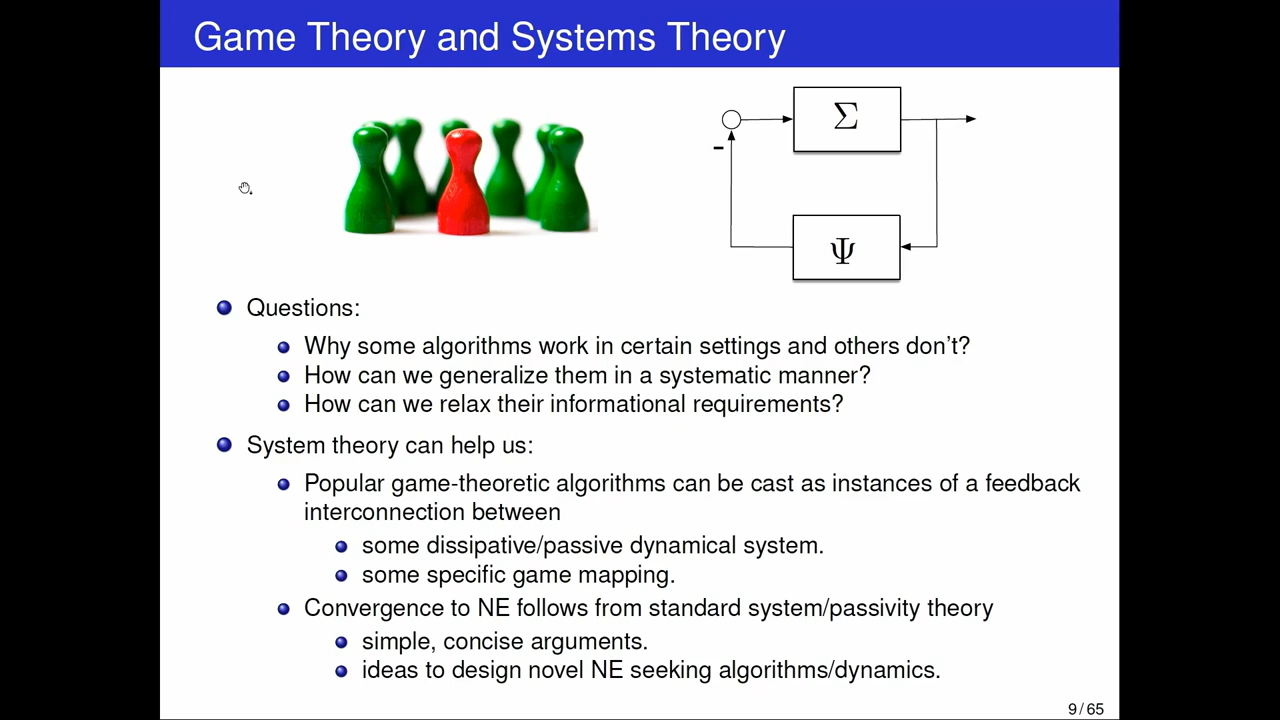 Game Theory and Systems Theory
Σ
-
Ψ
Questions:
Why some algorithms work in certain settings and others don't?
How can we generalize them in a systematic manner?
How can we relax their informational requirements?
System theory can help us:
Popular game-theoretic algorithms can be cast as instances of a feedback
interconnection between
some dissipative/passive dynamical system.
some specific game mapping.
Convergence to NE follows from standard system/passivity theory
simple, concise arguments.
ideas to design novel NE seeking algorithms/dynamics.
9 / 65